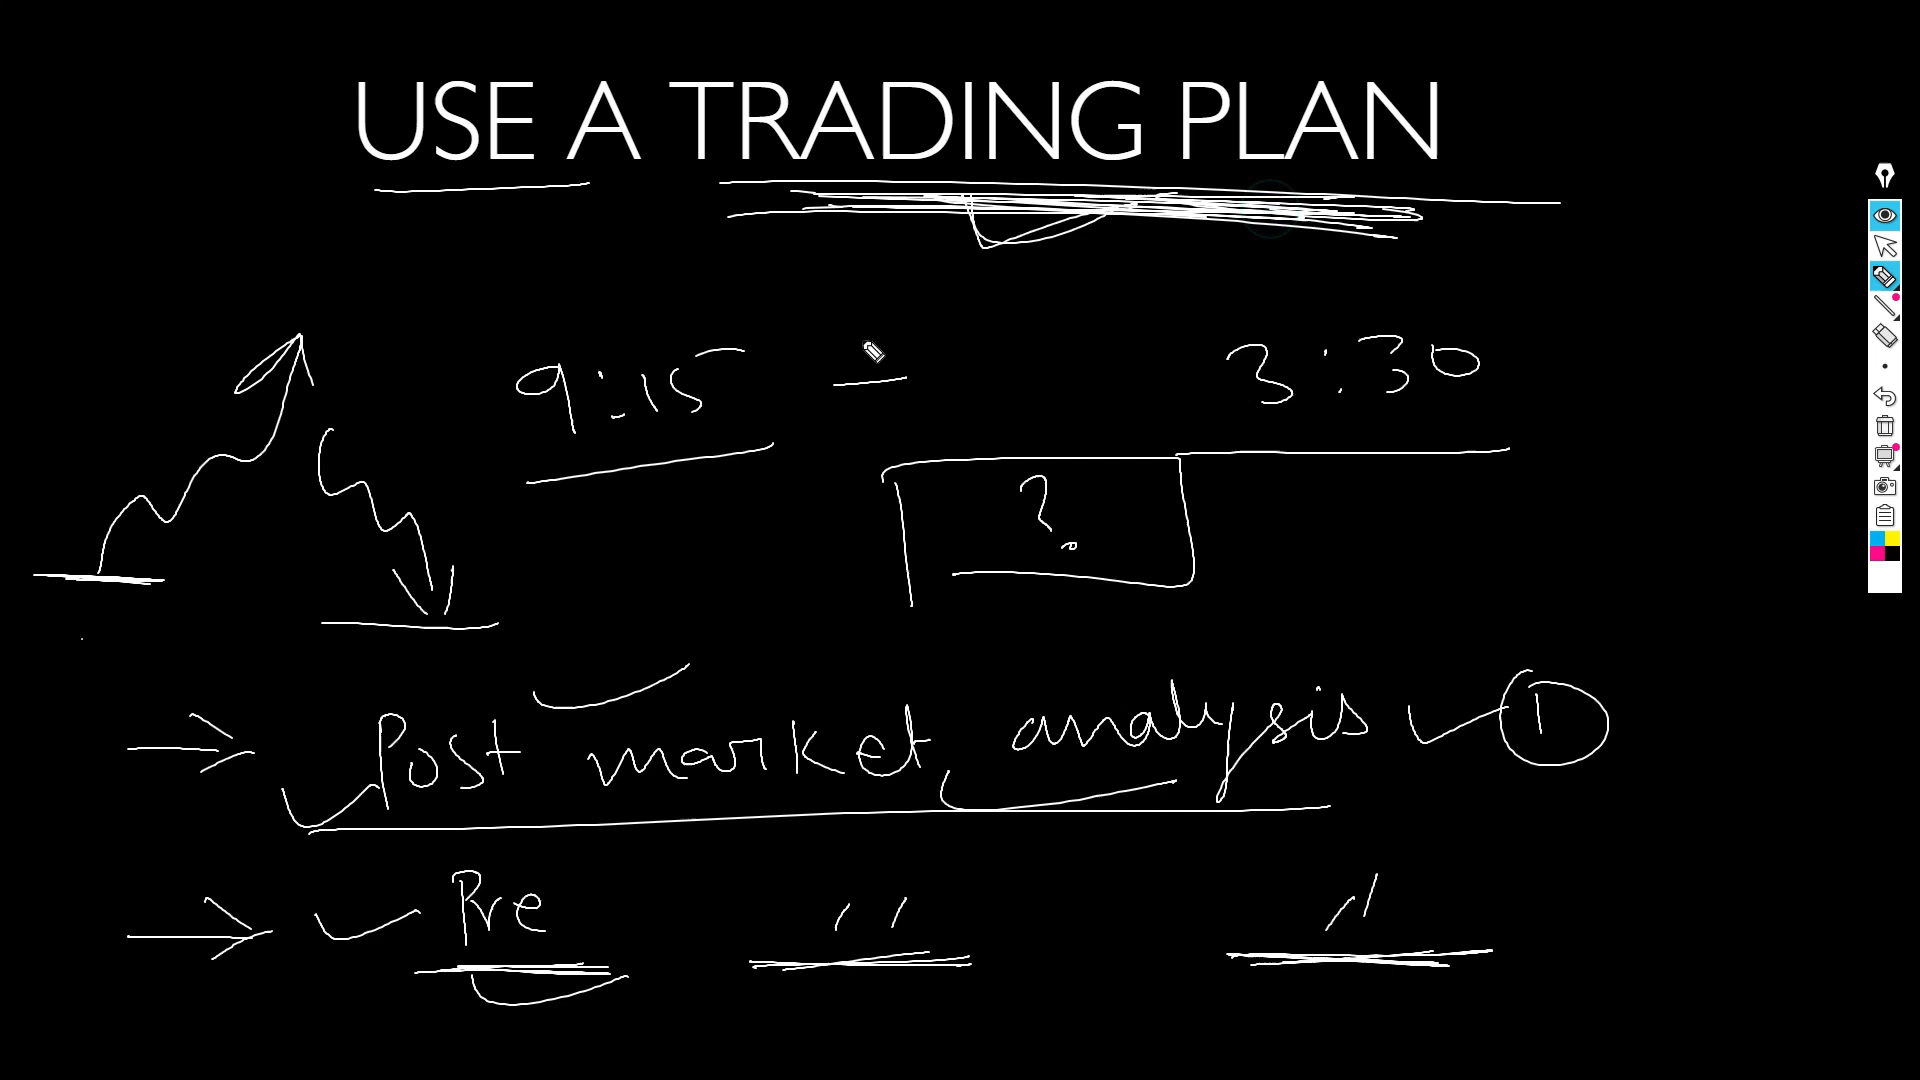 USE A TRADING PLAN
9:15 - 3:30
?
Post market analysis 1
Pre " "